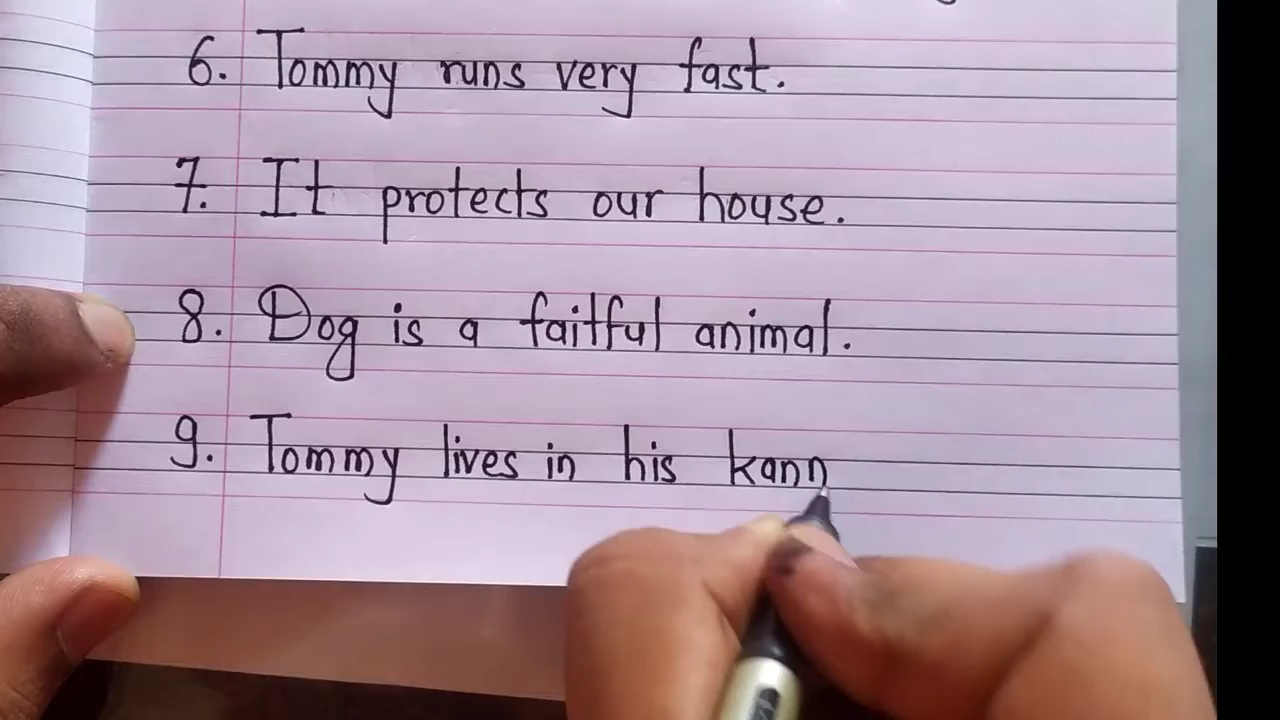 6. Tommy runs very fast.
7. It protects our house.
8. Dog is a faitful animal.
9. Tommy lives in his kann